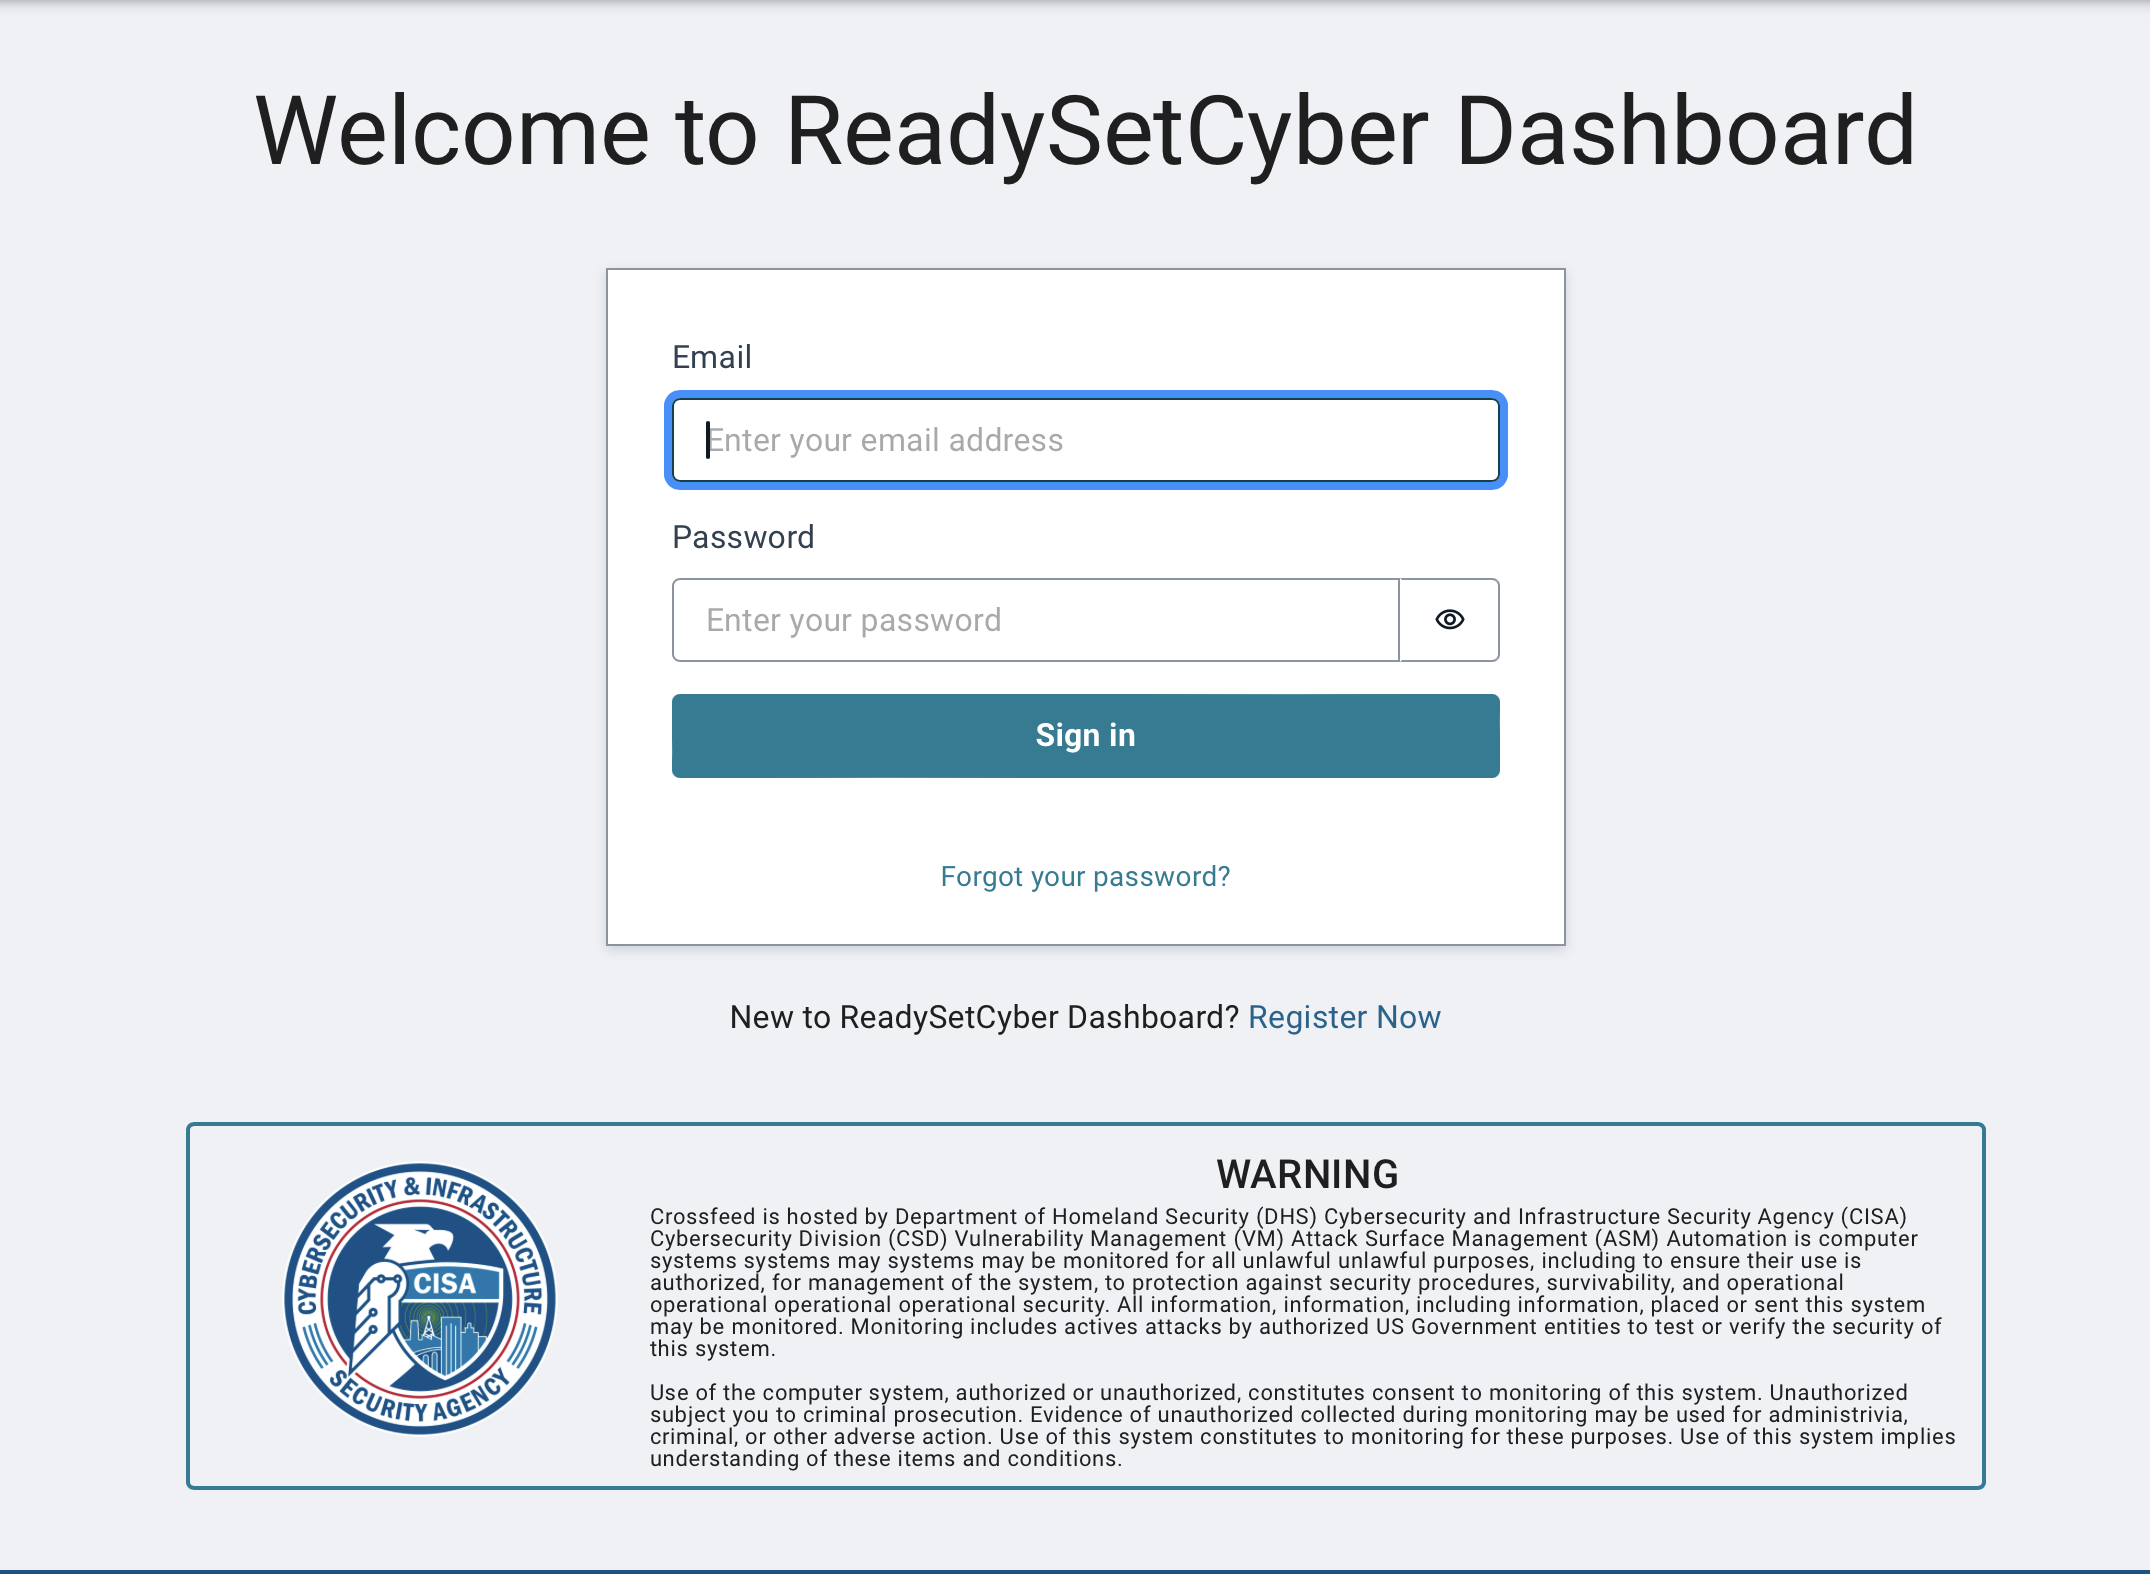 Welcome to ReadySetCyber Dashboard
Email
Enter your email address
Password
Enter your password
Sign in
Forgot your password?
New to ReadySetCyber Dashboard? Register Now
CYBERSECURITY & INFRASTRUCTURE
SECURITY AGENCY
CISA
WARNING
Crossfeed is hosted by Department of Homeland Security (DHS) Cybersecurity and Infrastructure Security Agency (CISA)
Cybersecurity Division (CSD) Vulnerability Management (VM) Attack Surface Management (ASM) Automation is computer
systems systems may systems may be monitored for all unlawful unlawful purposes, including to ensure their use is
authorized, for management of the system, to protection against security procedures, survivability, and operational
operational operational operational security. All information, information, including information, placed or sent this system
may be monitored. Monitoring includes actives attacks by authorized US Government entities to test or verify the security of
this system.
Use of the computer system, authorized or unauthorized, constitutes consent to monitoring of this system. Unauthorized
subject you to criminal prosecution. Evidence of unauthorized collected during monitoring may be used for administrivia,
criminal, or other adverse action. Use of this system constitutes to monitoring for these purposes. Use of this system implies
understanding of these items and conditions.